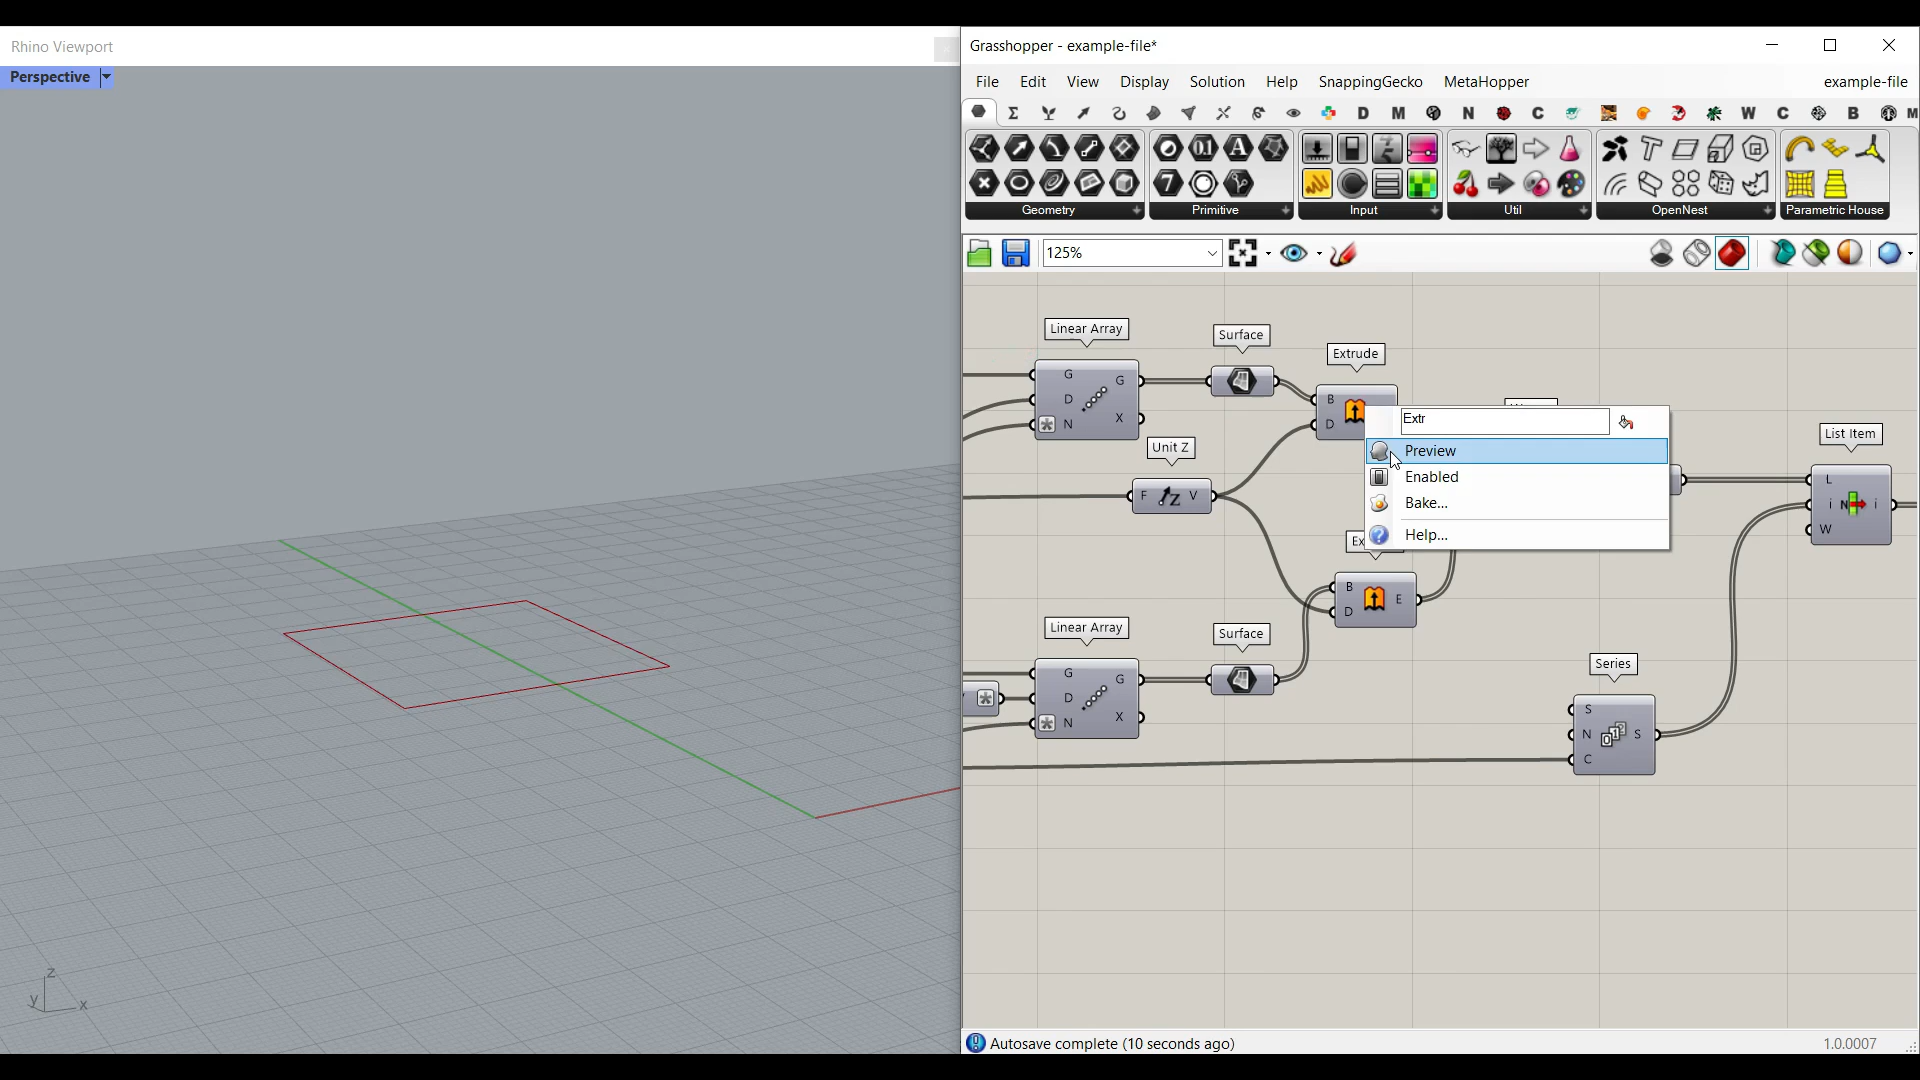 Rhino Viewport
Perspective
z
y
x
Grasshopper - example-file*
File Edit View Display Solution Help SnappingGecko MetaHopper example-file
D M N C W C B M
Geometry Primitive Input Util OpenNest Parametric House
125%
Linear Array
G
D
N
G
X
Surface
Extrude
B
D
Unit Z
F Z V
Extr
Preview
Enabled
Bake...
Help...
Ex
B
D
E
List Item
L
i
W
N
i
Linear Array
G
D
N
G
X
Surface
Series
S
N
C
S
Autosave complete (10 seconds ago)
1.0.0007